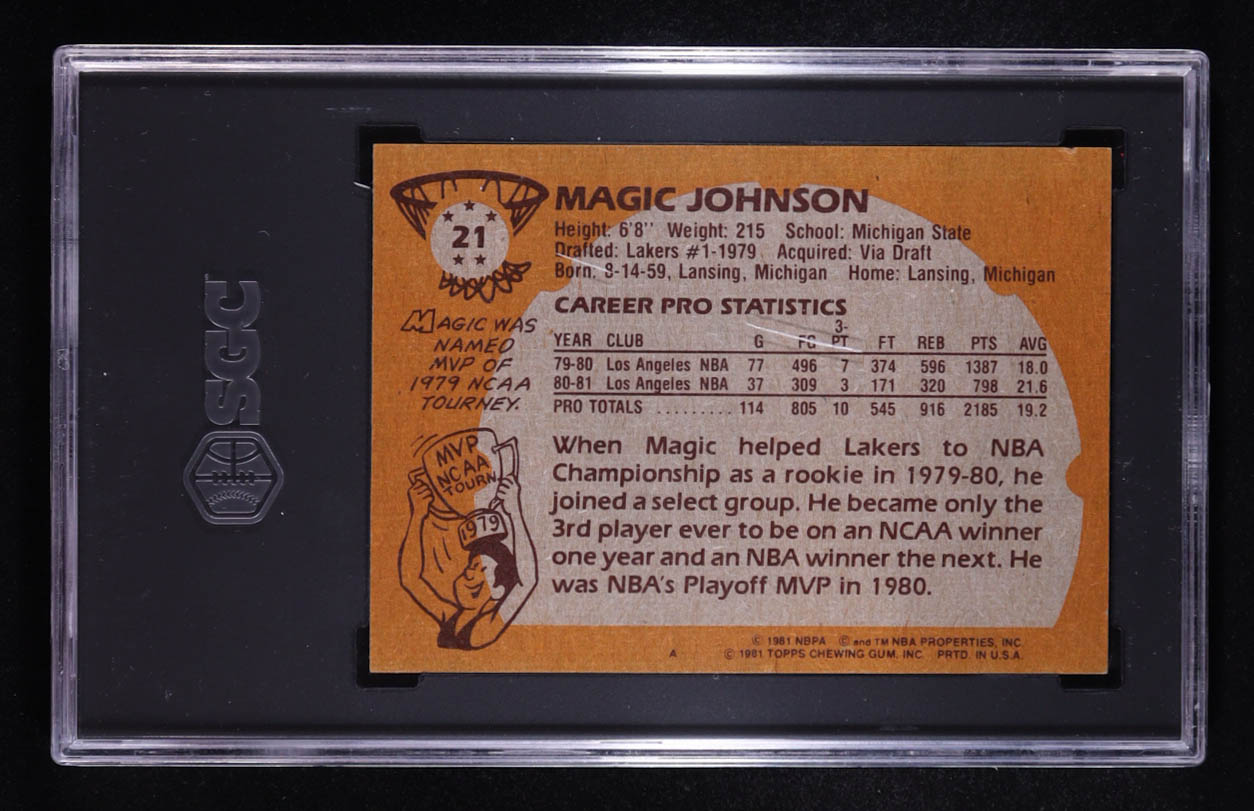 SGC
21
MAGIC JOHNSON
Height: 6'8'' Weight: 215 School: Michigan State
Drafted: Lakers #1-1979 Acquired: Via Draft
Born, 8-14-59, Lansing, Michigan Home: Lansing, Michigan
CAREER PRO STATISTICS
YEAR CLUB G FG 3-PT FT REB PTS AVG
79-80 Los Angeles NBA 77 496 7 374 596 1387 18.0
80-81 Los Angeles NBA 37 309 3 171 320 798 21.6
PRO TOTALS ......... 114 805 10 545 916 2185 19.2
MAGIC WAS
NAMED
MVP OF
1979 NCAA
TOURNEY.
MVP
NCAA
TOURN.
1979
When Magic helped Lakers to NBA
Championship as a rookie in 1979-80, he
joined a select group. He became only the
3rd player ever to be on an NCAA winner
one year and an NBA winner the next. He
was NBA's Playoff MVP in 1980.
© 1981 NBPA © and TM NBA PROPERTIES, INC.
A © 1981 TOPPS CHEWING GUM, INC. PRTD. IN U.S.A.